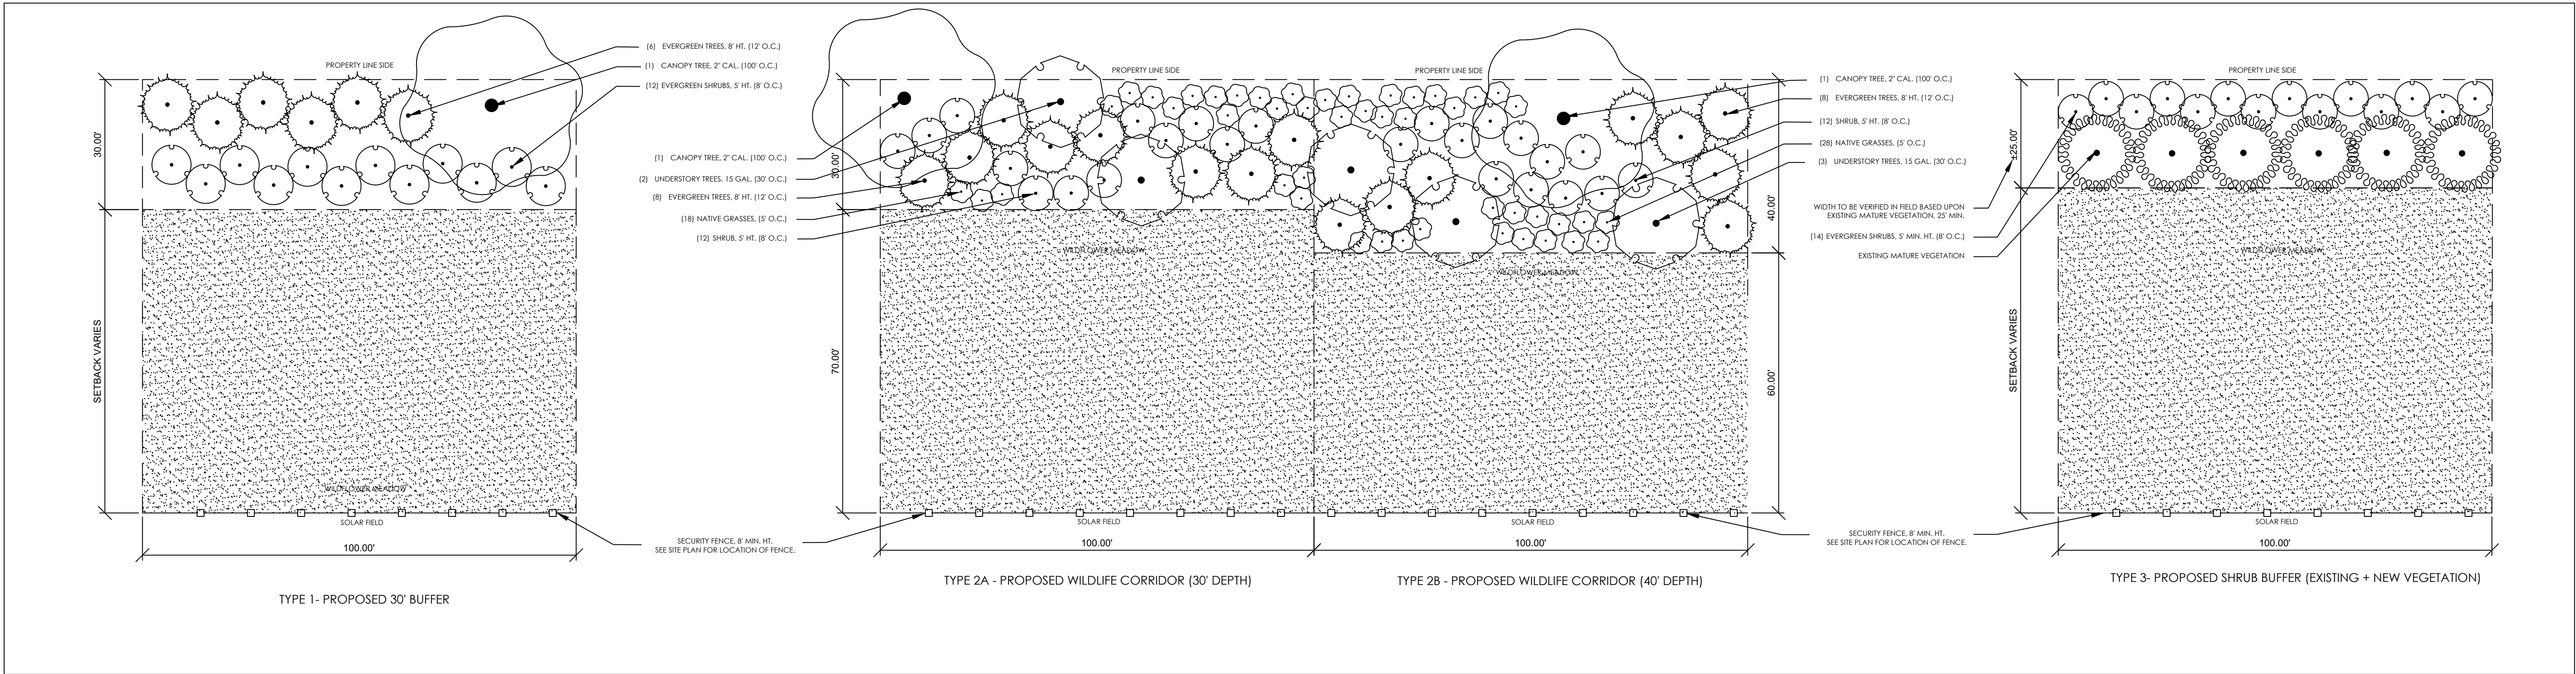 PROPERTY LINE SIDE
30.00'
SETBACK VARIES
WILDFLOWER MEADOW
SOLAR FIELD
100.00'
TYPE 1- PROPOSED 30' BUFFER
(6) EVERGREEN TREES, 8' HT. (12' O.C.)
(1) CANOPY TREE, 2" CAL. (100' O.C.)
(12) EVERGREEN SHRUBS, 5' HT. (8' O.C.)
(1) CANOPY TREE, 2" CAL. (100' O.C.)
(2) UNDERSTORY TREES, 15 GAL. (30' O.C.)
(8) EVERGREEN TREES, 8' HT. (12' O.C.)
(18) NATIVE GRASSES, (5' O.C.)
(12) SHRUB, 5' HT. (8' O.C.)
SECURITY FENCE, 8' MIN. HT.
SEE SITE PLAN FOR LOCATION OF FENCE.
30.00'
70.00'
PROPERTY LINE SIDE
WILDFLOWER MEADOW
SOLAR FIELD
100.00'
TYPE 2A - PROPOSED WILDLIFE CORRIDOR (30' DEPTH)
PROPERTY LINE SIDE
WILDFLOWER MEADOW
SOLAR FIELD
100.00'
TYPE 2B - PROPOSED WILDLIFE CORRIDOR (40' DEPTH)
40.00'
60.00'
(1) CANOPY TREE, 2" CAL. (100' O.C.)
(8) EVERGREEN TREES, 8' HT. (12' O.C.)
(12) SHRUB, 5' HT. (8' O.C.)
(28) NATIVE GRASSES, (5' O.C.)
(3) UNDERSTORY TREES, 15 GAL. (30' O.C.)
WIDTH TO BE VERIFIED IN FIELD BASED UPON
EXISTING MATURE VEGETATION, 25' MIN.
(14) EVERGREEN SHRUBS, 5' MIN. HT. (8' O.C.)
EXISTING MATURE VEGETATION
SECURITY FENCE, 8' MIN. HT.
SEE SITE PLAN FOR LOCATION OF FENCE.
±25.00'
SETBACK VARIES
PROPERTY LINE SIDE
WILDFLOWER MEADOW
SOLAR FIELD
100.00'
TYPE 3- PROPOSED SHRUB BUFFER (EXISTING + NEW VEGETATION)